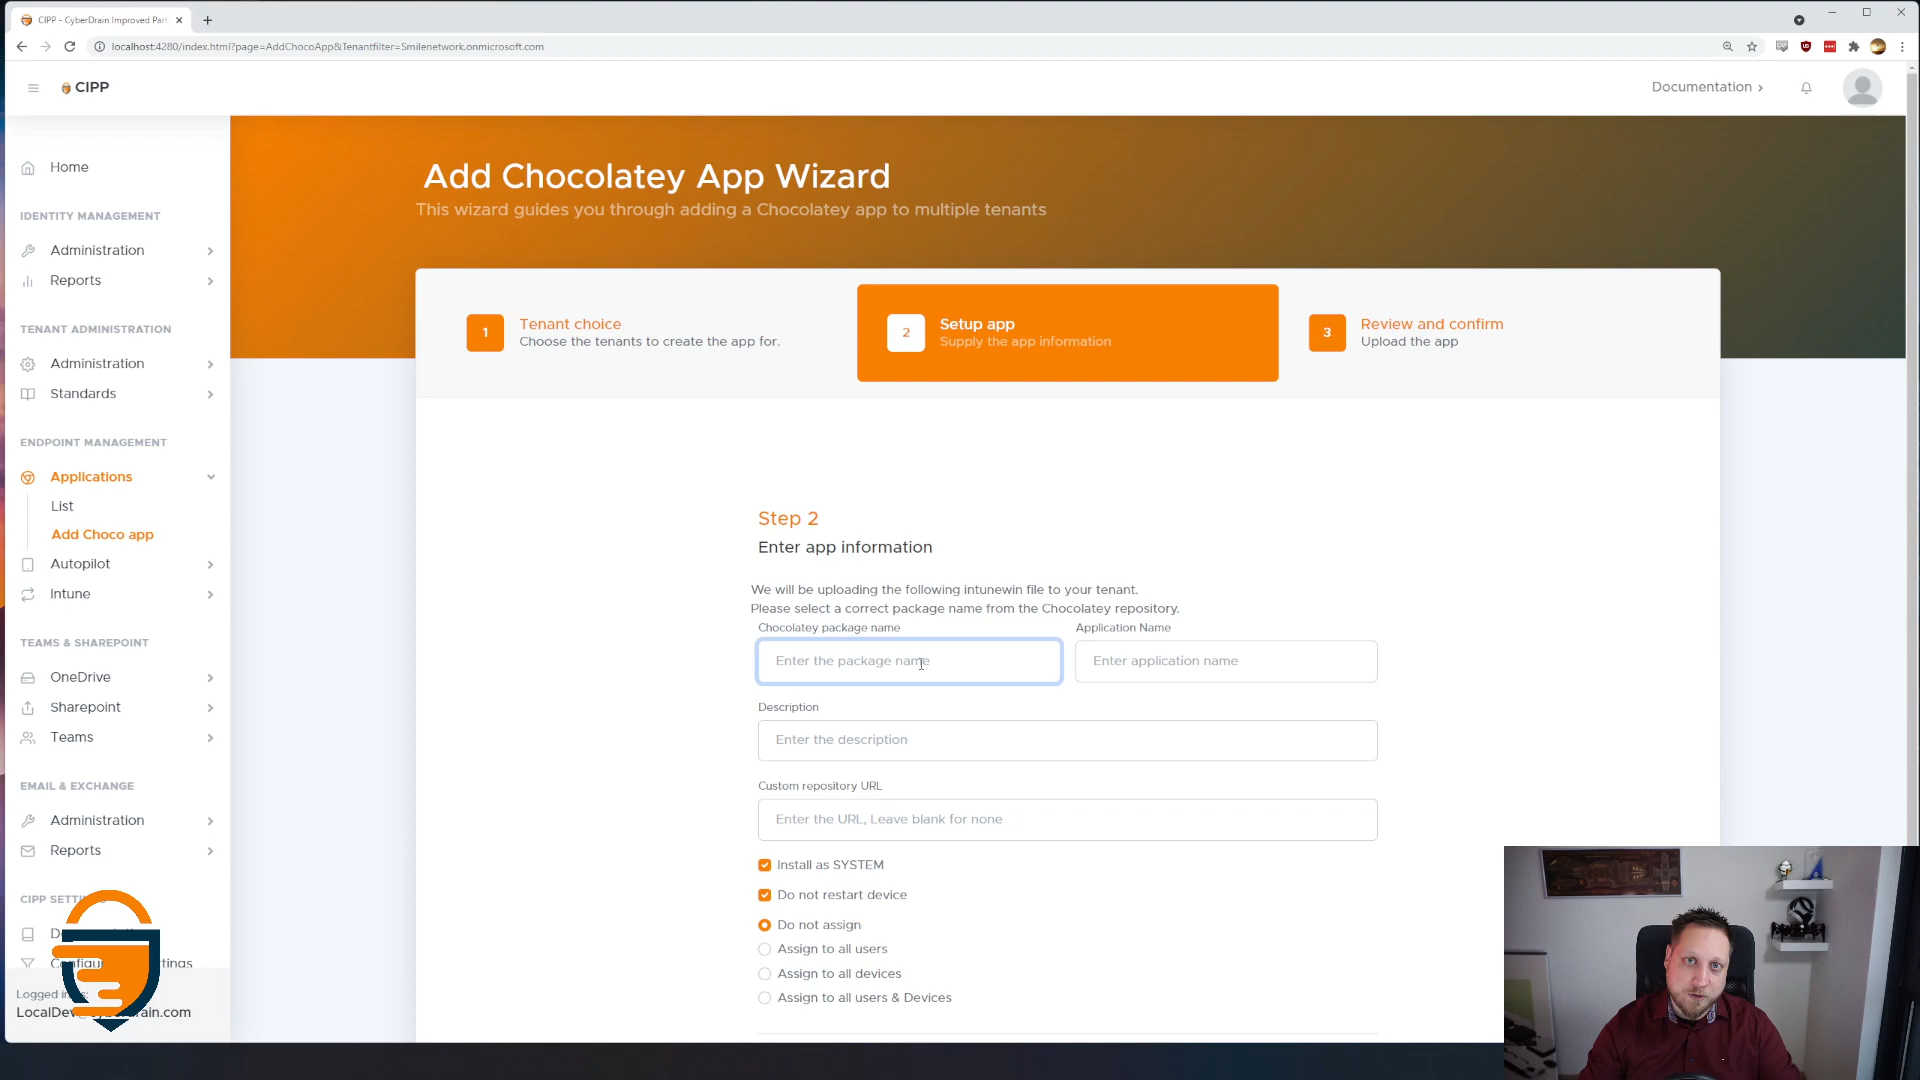 CIPP - CyberDrain Improved Part
localhost:4280/index.html?page=AddChocoApp&Tenantfilter=Smilenetwork.onmicrosoft.com
CIPP
Documentation
Home
IDENTITY MANAGEMENT
Administration
Reports
TENANT ADMINISTRATION
Administration
Standards
ENDPOINT MANAGEMENT
Applications
List
Add Choco app
Autopilot
Intune
TEAMS & SHAREPOINT
OneDrive
Sharepoint
Teams
EMAIL & EXCHANGE
Administration
Reports
CIPP
Logged in
Add Chocolatey App Wizard
This wizard guides you through adding a Chocolatey app to multiple tenants
1
Tenant choice
Choose the tenants to create the app for.
2
Setup app
Supply the app information
3
Review and confirm
Upload the app
Step 2
Enter app information
We will be uploading the following intunewin file to your tenant.
Please select a correct package name from the Chocolatey repository.
Chocolatey package name
Application Name
Enter the package name
Enter application name
Description
Enter the description
Custom repository URL
Enter the URL, Leave blank for none
Install as SYSTEM
Do not restart device
Do not assign
Assign to all users
Assign to all devices
Assign to all users & Devices